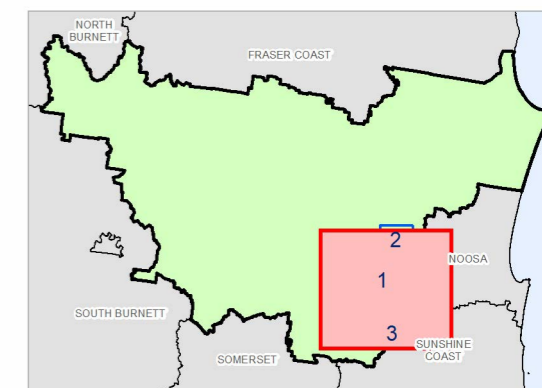 NORTH
BURNETT
FRASER COAST
2
NOOSA
1
SOUTH BURNETT
3
SUNSHINE
COAST
SOMERSET